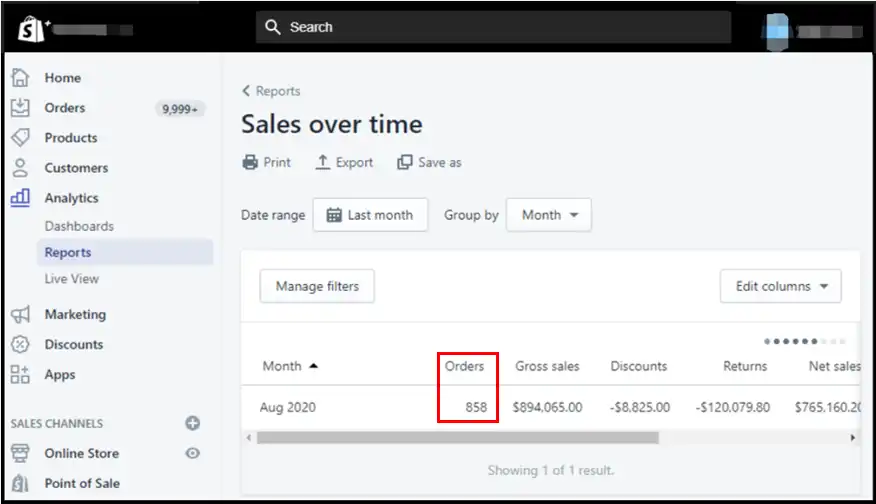 Search
Home
Orders 9,999+
Products
Customers
Analytics
Dashboards
Reports
Live View
Marketing
Discounts
Apps
SALES CHANNELS
Online Store
Point of Sale
Reports
Sales over time
Print Export Save as
Date range Last month Group by Month
Manage filters Edit columns
Month Orders Gross sales Discounts Returns Net sales
Aug 2020 858 $894,065.00 -$8,825.00 -$120,079.80 $765,160.20
Showing 1 of 1 result.